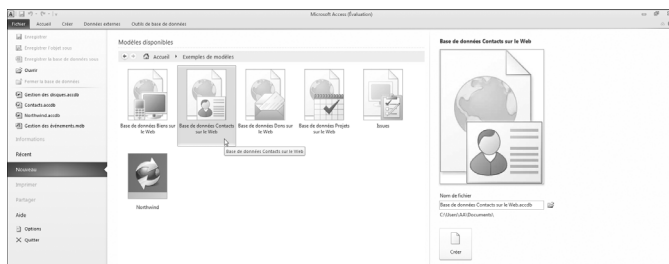 Microsoft Access (Évaluation)
Fichier Accueil Créer Données externes Outils de base de données
Enregistrer
Enregistrer l'objet sous
Enregistrer la base de données sous
Ouvrir
Fermer la base de données
Gestion des disques.accdb
Contacts.accdb
Northwind.accdb
Gestion des événements.mdb
Informations
Récent
Nouveau
Imprimer
Partager
Aide
Options
Quitter
Modèles disponibles
Accueil Exemples de modèles
Base de données Biens sur le Web
Base de données Contacts sur le Web
Base de données Dons sur le Web
Base de données Projets sur le Web
Issues
Base de données Contacts sur le Web
Northwind
Base de données Contacts sur le Web
Nom de fichier
Base de données Contacts sur le Web.accdb
C:\Users\AA\Documents\
Créer